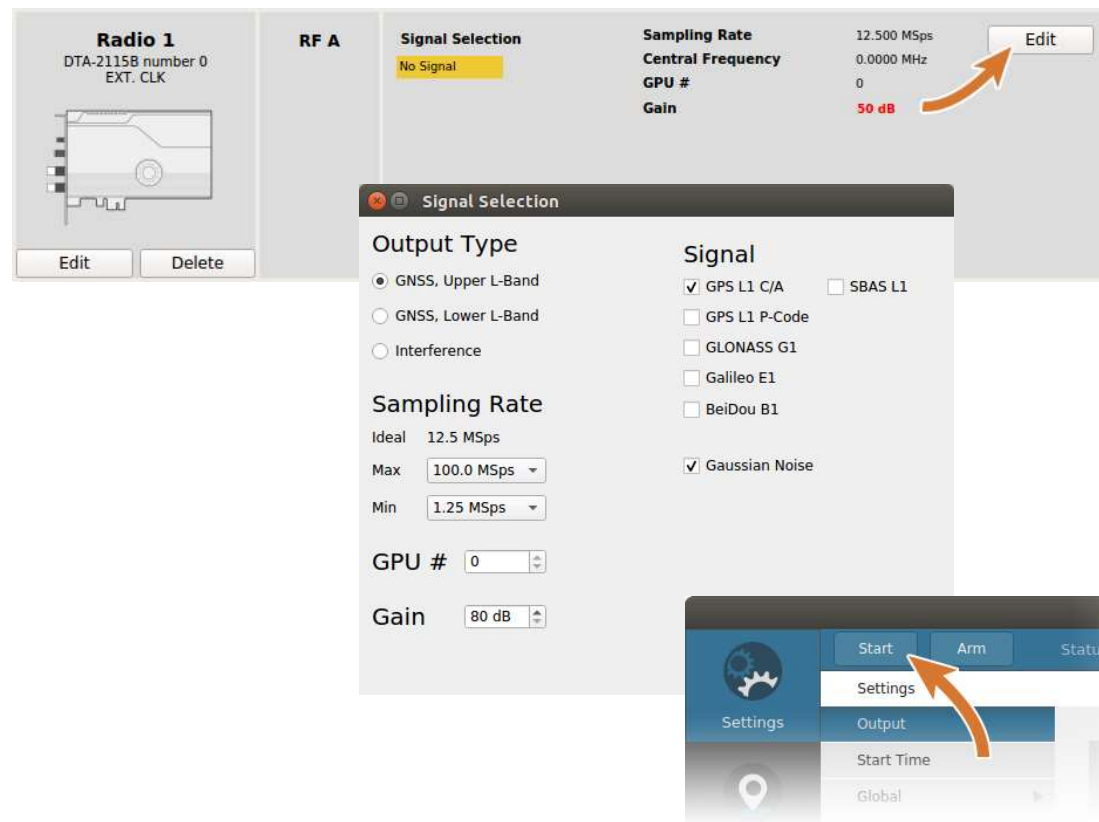 Radio 1
DTA-2115B number 0
EXT. CLK
Edit Delete
RF A
Signal Selection
No Signal
Sampling Rate 12.500 MSps
Central Frequency 0.0000 MHz
GPU # 0
Gain 50 dB
Edit
Signal Selection
Output Type
GNSS, Upper L-Band
GNSS, Lower L-Band
Interference
Sampling Rate
Ideal 12.5 MSps
Max 100.0 MSps
Min 1.25 MSps
GPU # 0
Gain 80 dB
Signal
GPS L1 C/A SBAS L1
GPS L1 P-Code
GLONASS G1
Galileo E1
BeiDou B1
Gaussian Noise
Start Arm Statu
Settings
Settings
Output
Start Time
Global